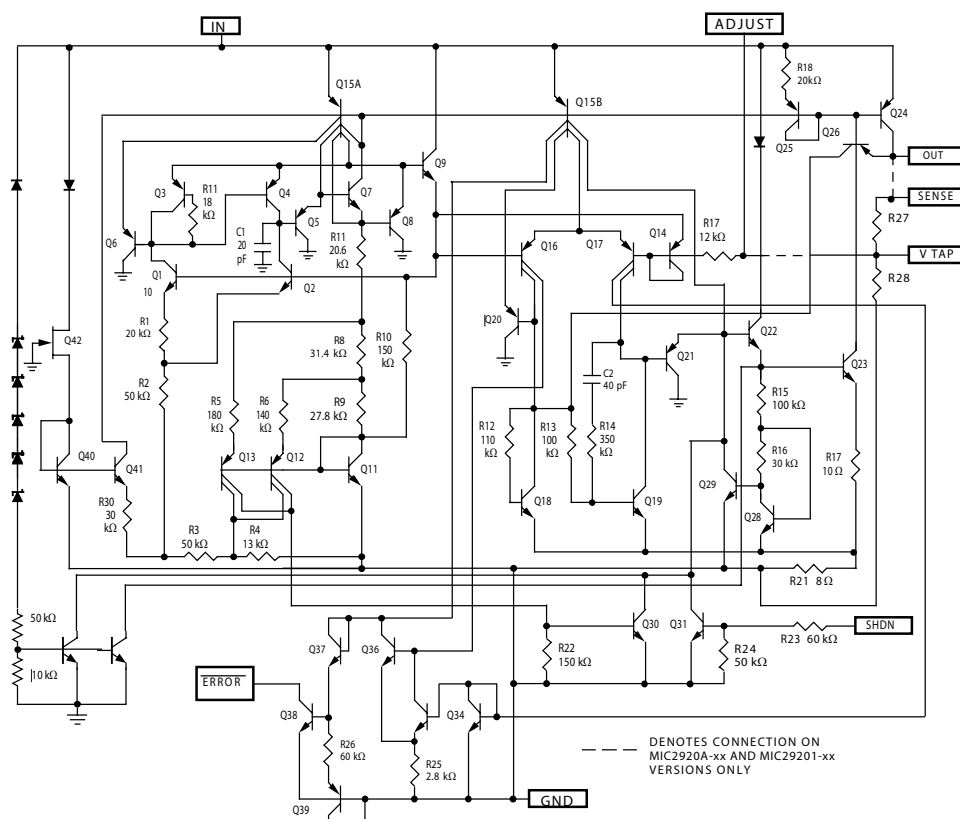 IN
ADJUST
R18
20kΩ
Q15A
Q15B
Q24
Q26
Q25
OUT
Q9
Q3
R11
18
kΩ
Q4
Q7
SENSE
Q5
Q8
R27
Q6
C1
20
pF
R11
20.6
kΩ
Q16
Q17
Q14
R17
12 kΩ
V TAP
Q1
10
Q2
R28
Q42
R1
20 kΩ
R8
31.4 kΩ
R10
150
kΩ
Q20
Q22
Q21
Q23
R2
50 kΩ
C2
40 pF
R15
100 kΩ
R5
180
kΩ
R6
140
kΩ
R9
27.8 kΩ
R12
110
kΩ
R13
100
kΩ
R14
350
kΩ
R16
30 kΩ
R17
10 Ω
Q40
Q41
Q13
Q12
Q11
Q29
Q18
Q19
Q28
R30
30
kΩ
R3
50 kΩ
R4
13 kΩ
R21 8 Ω
50 kΩ
10 kΩ
Q37
Q36
Q30
Q31
SHDN
R23 60 kΩ
R22
150 kΩ
R24
50 kΩ
ERROR
Q38
Q34
R26
60 kΩ
R25
2.8 kΩ
DENOTES CONNECTION ON
MIC2920A-xx AND MIC29201-xx
VERSIONS ONLY
Q39
GND